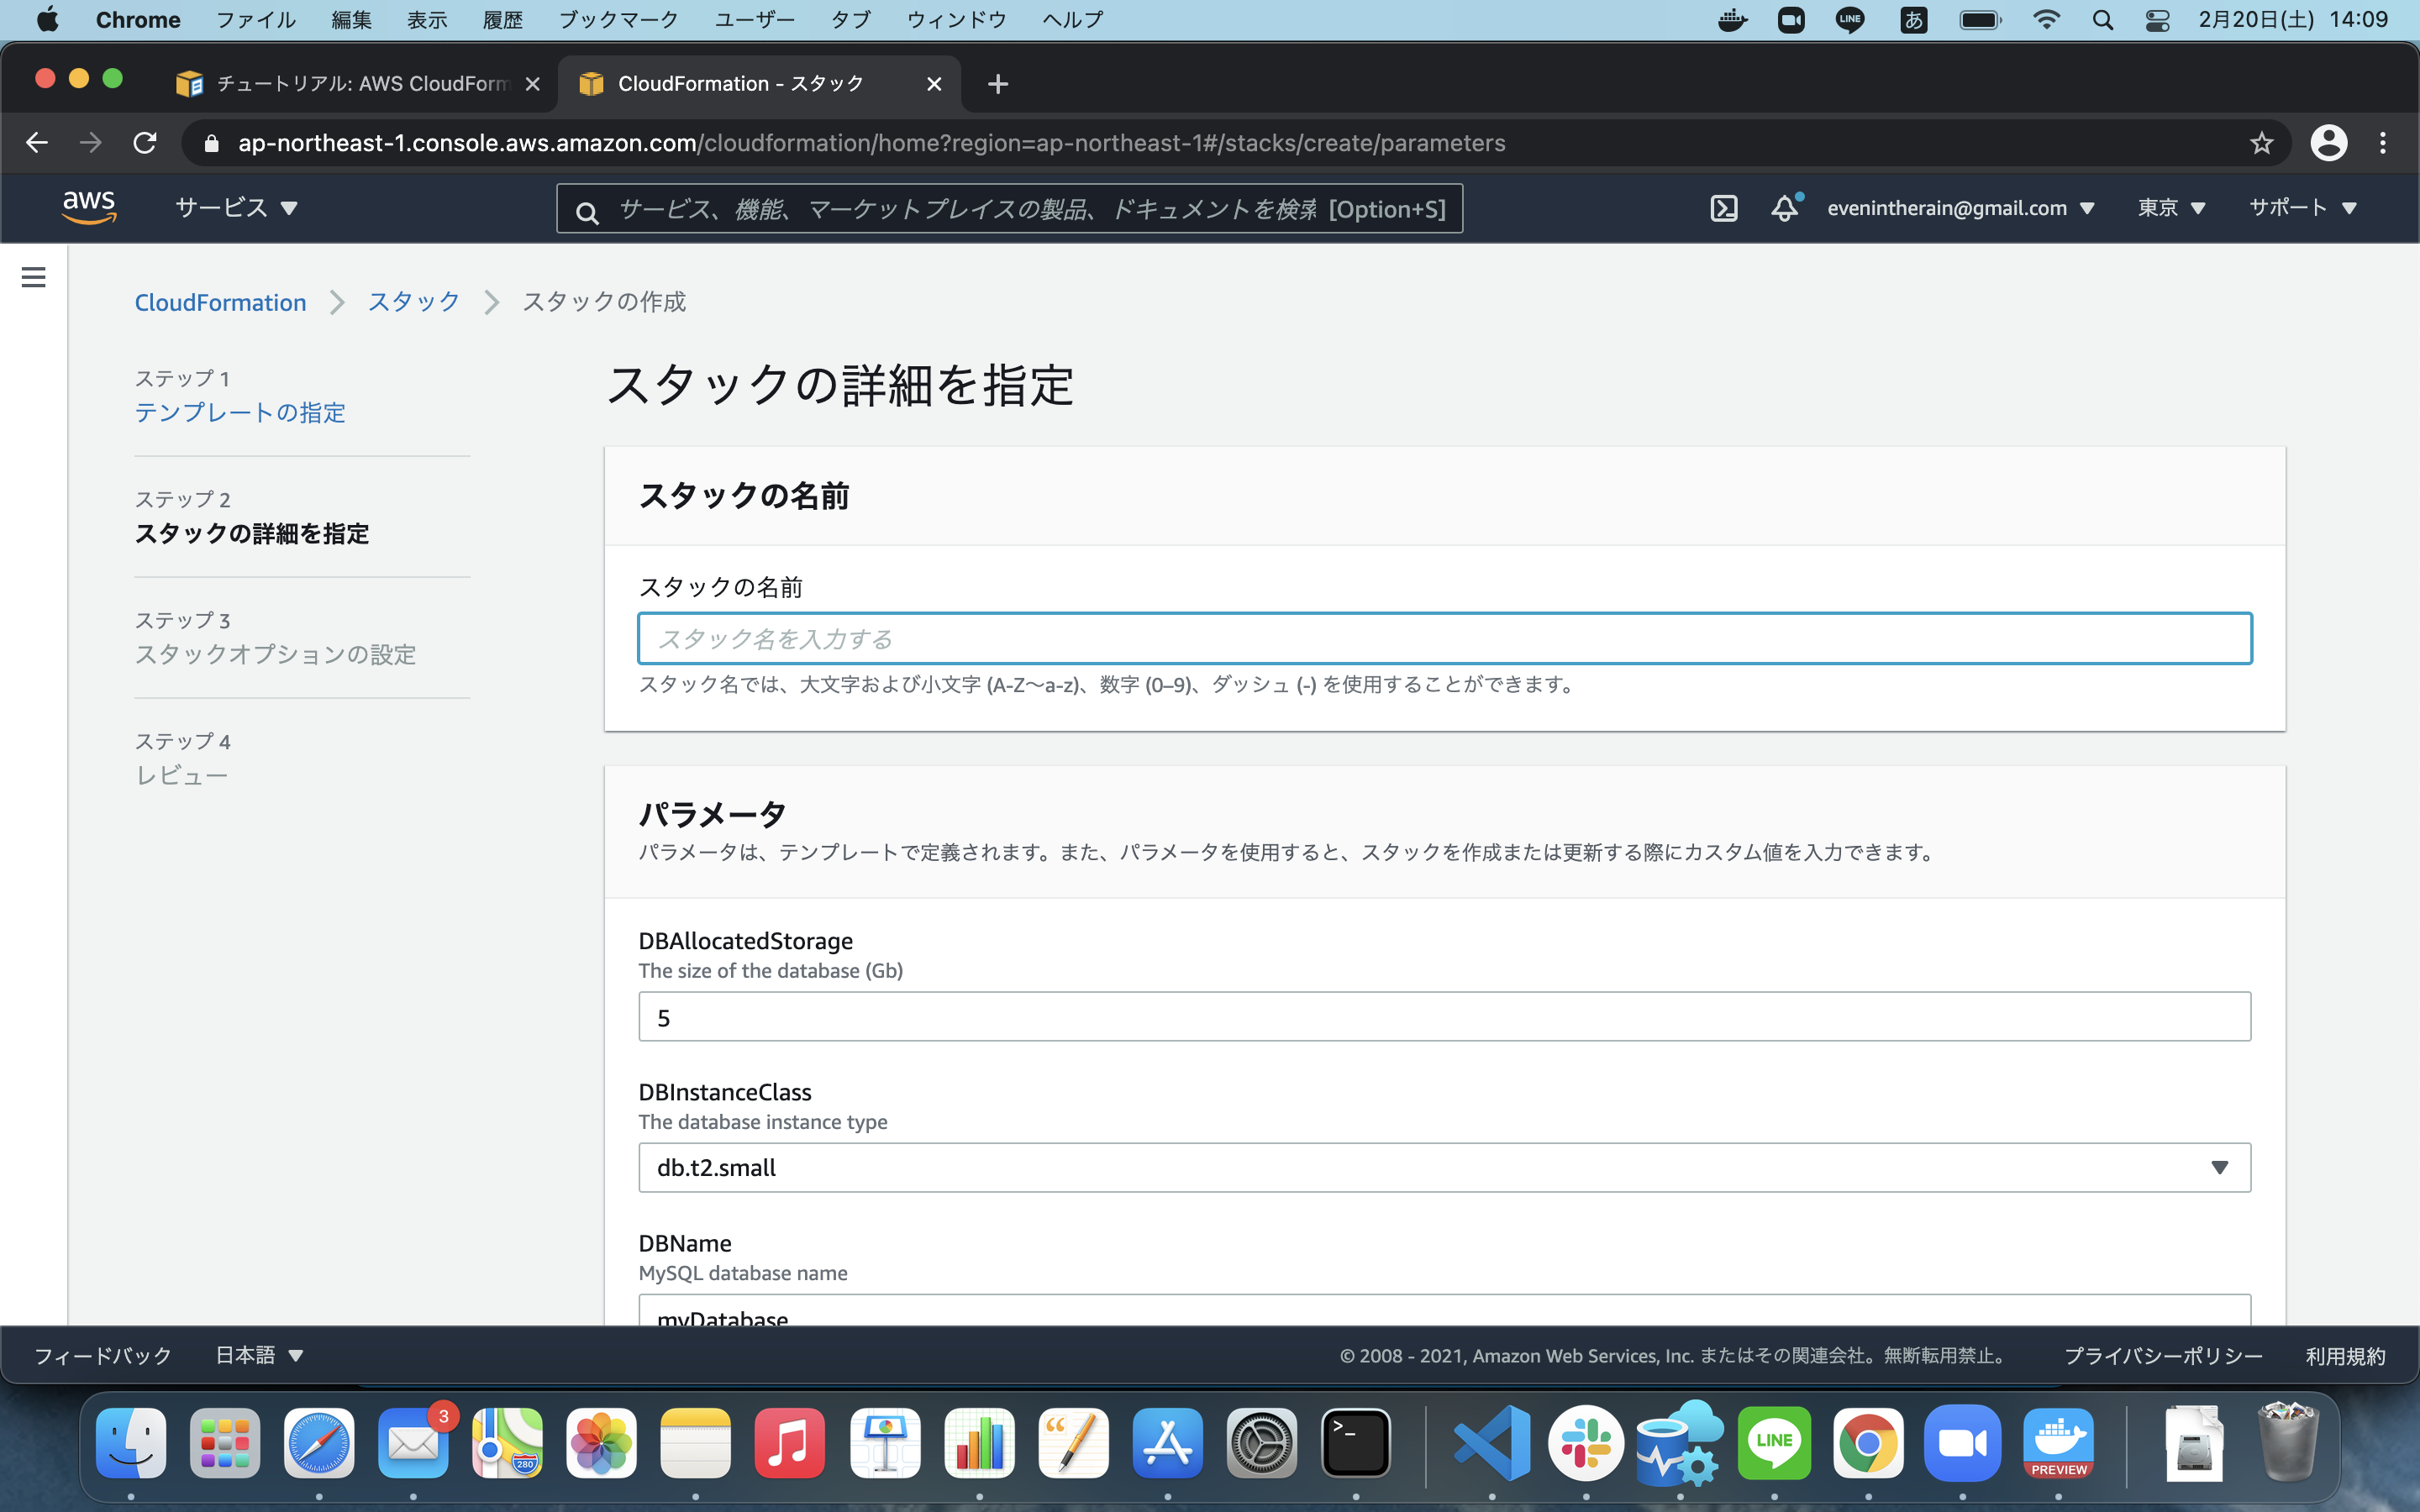 Chrome ファイル 編集 表示 履歴 ブックマーク ユーザー タブ ウィンドウ ヘルプ LINE あ 2月20日(土) 14:09
チュートリアル: AWS CloudForm CloudFormation - スタック
ap-northeast-1.console.aws.amazon.com/cloudformation/home?region=ap-northeast-1#/stacks/create/parameters
aws サービス サービス、機能、マーケットプレイスの製品、ドキュメントを検索 [Option+S] evenintherain@gmail.com 東京 サポート
CloudFormation スタック スタックの作成
ステップ 1
テンプレートの指定
ステップ 2
スタックの詳細を指定
ステップ 3
スタックオプションの設定
ステップ 4
レビュー
スタックの詳細を指定
スタックの名前
スタックの名前
スタック名を入力する
スタック名では、大文字および小文字 (A-Z〜a-z)、数字 (0–9)、ダッシュ (-) を使用することができます。
パラメータ
パラメータは、テンプレートで定義されます。また、パラメータを使用すると、スタックを作成または更新する際にカスタム値を入力できます。
DBAllocatedStorage
The size of the database (Gb)
5
DBInstanceClass
The database instance type
db.t2.small
DBName
MySQL database name
myDatabase
フィードバック 日本語 © 2008 - 2021, Amazon Web Services, Inc. またはその関連会社。無断転用禁止。 プライバシーポリシー 利用規約
3
280
LINE
PREVIEW